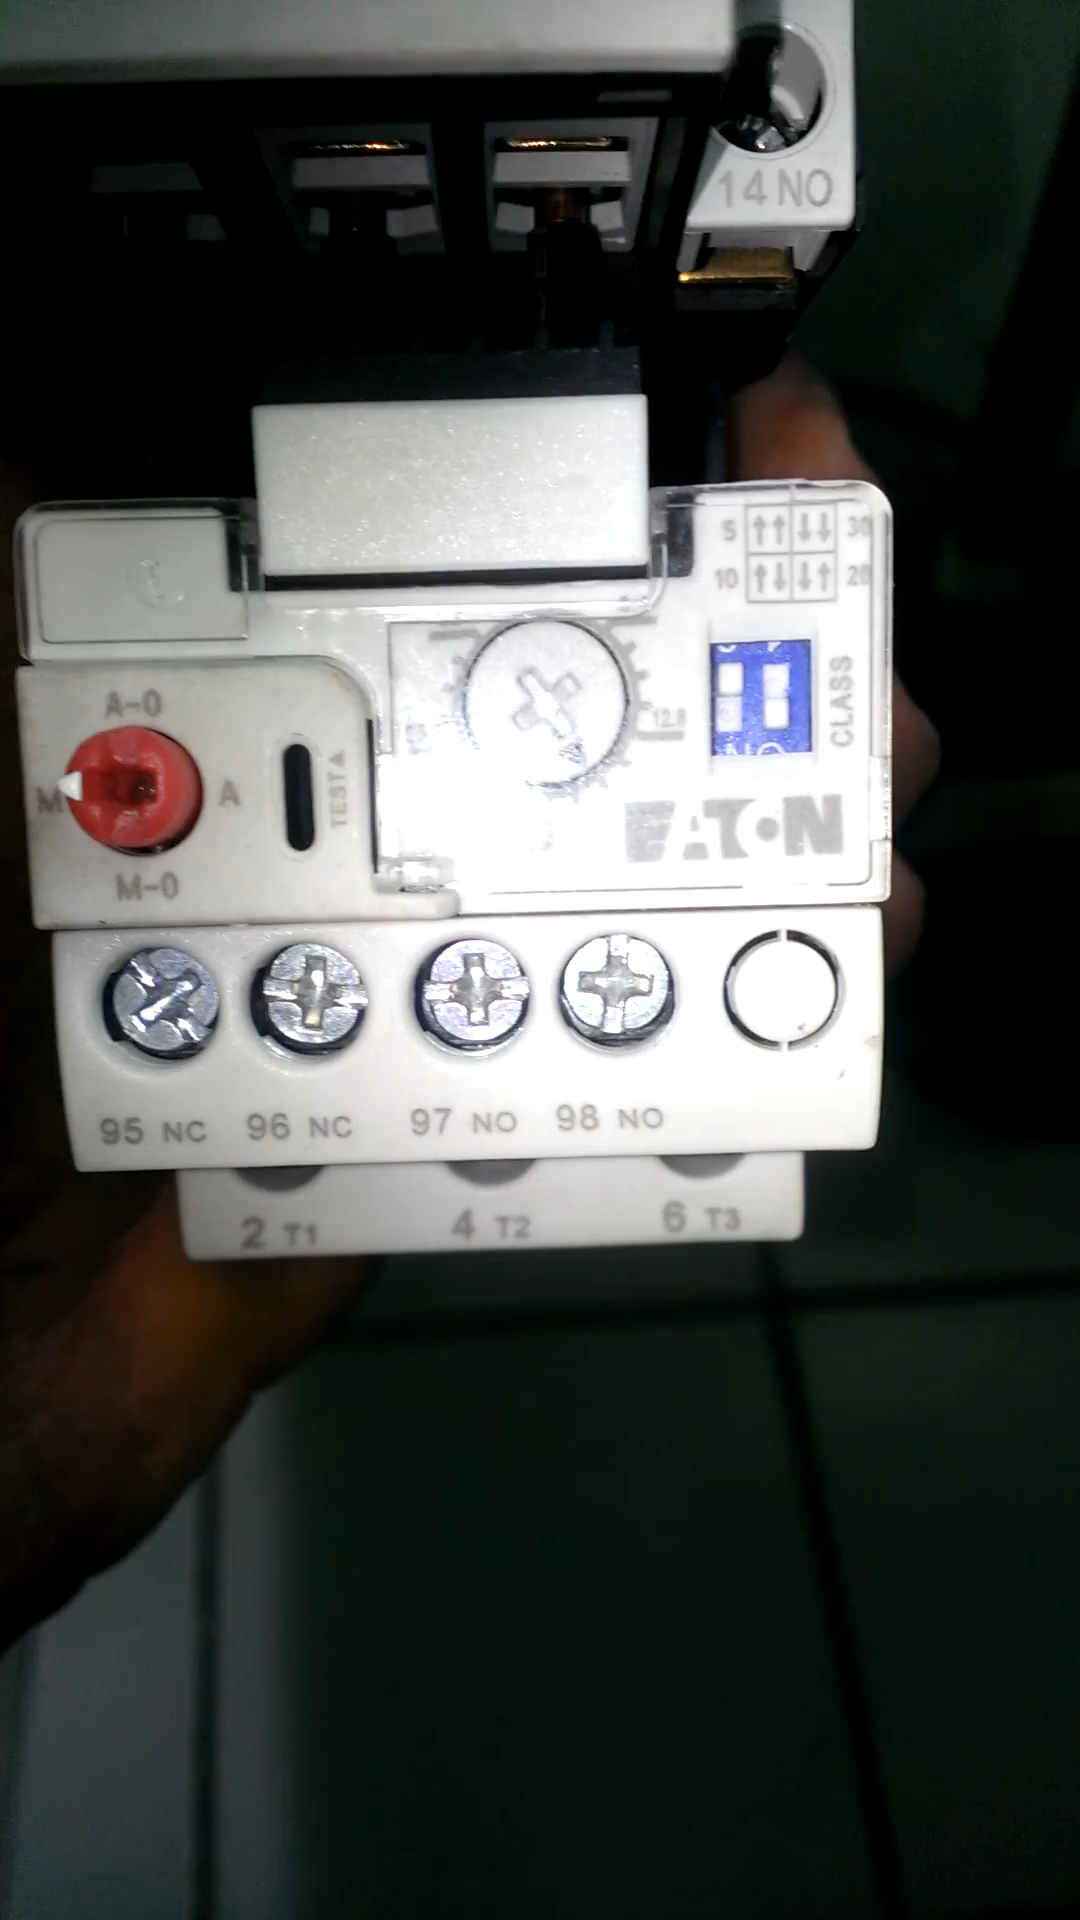 14 NO
5 ↑↑ ↓↓ 30
10 ↑↓ ↓↑ 20
A-0
M
A
M-0
TEST
12.8
CLASS
EATON
95 NC 96 NC 97 NO 98 NO
2 T1 4 T2 6 T3